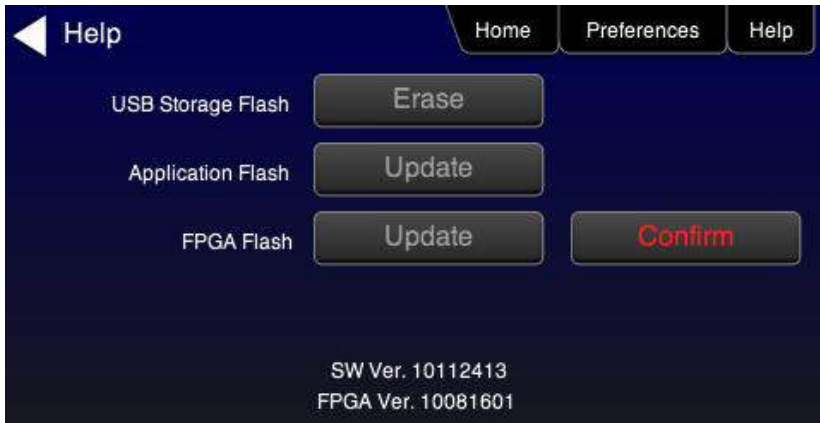 Help Home Preferences Help
USB Storage Flash Erase
Application Flash Update
FPGA Flash Update Confirm
SW Ver. 10112413
FPGA Ver. 10081601